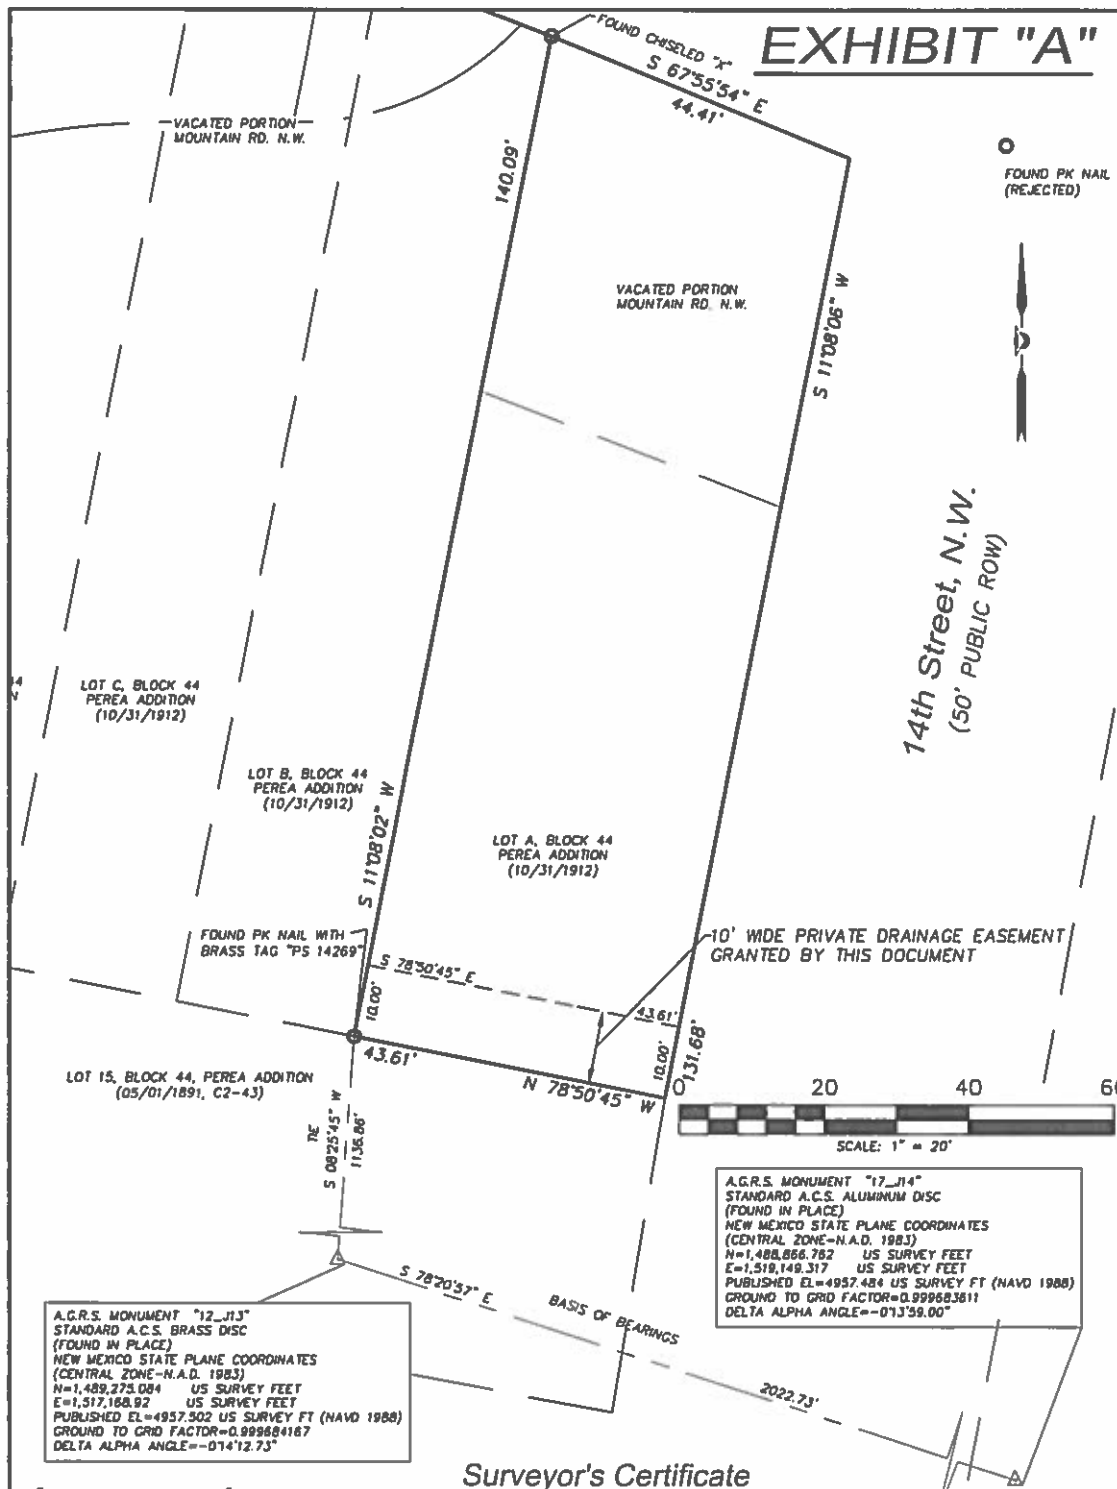 EXHIBIT "A"
FOUND CHISELED "X"
S 67°55'54" E
44.41'
VACATED PORTION
MOUNTAIN RD. N.W.
140.09'
FOUND PK NAIL
(REJECTED)
VACATED PORTION
MOUNTAIN RD. N.W.
S 11°08'06" W
14th Street, N.W.
(50' PUBLIC ROW)
LOT C, BLOCK 44
PEREA ADDITION
(10/31/1912)
LOT B, BLOCK 44
PEREA ADDITION
(10/31/1912)
S 11°08'02" W
LOT A, BLOCK 44
PEREA ADDITION
(10/31/1912)
FOUND PK NAIL WITH
BRASS TAG "PS 14269"
10' WIDE PRIVATE DRAINAGE EASEMENT
GRANTED BY THIS DOCUMENT
S 78°50'45" E
43.61'
10.00'
10.00'
131.68'
43.61'
N 78°50'45" W
LOT 15, BLOCK 44, PEREA ADDITION
(05/01/1891, C2-43)
TIE
S 08°25'45" W
1136.86'
0 20 40 60
SCALE: 1" = 20'
A.G.R.S. MONUMENT "17_J14"
STANDARD A.C.S. ALUMINUM DISC
(FOUND IN PLACE)
NEW MEXICO STATE PLANE COORDINATES
(CENTRAL ZONE-N.A.D. 1983)
N=1,488,866.762 US SURVEY FEET
E=1,519,149.317 US SURVEY FEET
PUBLISHED EL=4957.484 US SURVEY FT (NAVD 1988)
GROUND TO GRID FACTOR=0.999683611
DELTA ALPHA ANGLE=-0°13'59.00"
S 78°20'57" E
BASIS OF BEARINGS
2022.73'
A.G.R.S. MONUMENT "12_J13"
STANDARD A.C.S. BRASS DISC
(FOUND IN PLACE)
NEW MEXICO STATE PLANE COORDINATES
(CENTRAL ZONE-N.A.D. 1983)
N=1,489,275.084 US SURVEY FEET
E=1,517,168.92 US SURVEY FEET
PUBLISHED EL=4957.502 US SURVEY FT (NAVD 1988)
GROUND TO GRID FACTOR=0.999684167
DELTA ALPHA ANGLE=-0°14'12.73"
Surveyor's Certificate